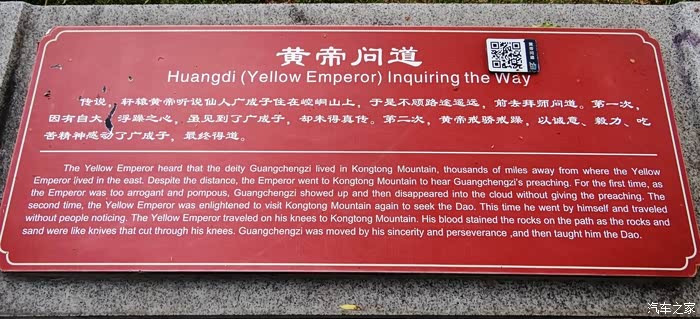 黄帝问道
Huangdi (Yellow Emperor) Inquiring the Way
传说，轩辕黄帝听说仙人广成子住在崆峒山上，于是不顾路途遥远，前去拜师问道。第一次，
因有自大、浮躁之心，虽见到了广成子，却未得真传。第二次，黄帝戒骄戒躁，以诚意、毅力、吃
苦精神感动了广成子，最终得道。
The Yellow Emperor heard that the deity Guangchengzi lived in Kongtong Mountain, thousands of miles away from where the Yellow
Emperor lived in the east. Despite the distance, the Emperor went to Kongtong Mountain to hear Guangchengzi's preaching. For the first time, as
the Emperor was too arrogant and pompous, Guangchengzi showed up and then disappeared into the cloud without giving the preaching. The
second time, the Yellow Emperor was enlightened to visit Kongtong Mountain again to seek the Dao. This time he went by himself and traveled
without people noticing. The Yellow Emperor traveled on his knees to Kongtong Mountain. His blood stained the rocks on the path as the rocks and
sand were like knives that cut through his knees. Guangchengzi was moved by his sincerity and perseverance ,and then taught him the Dao.
汽车之家